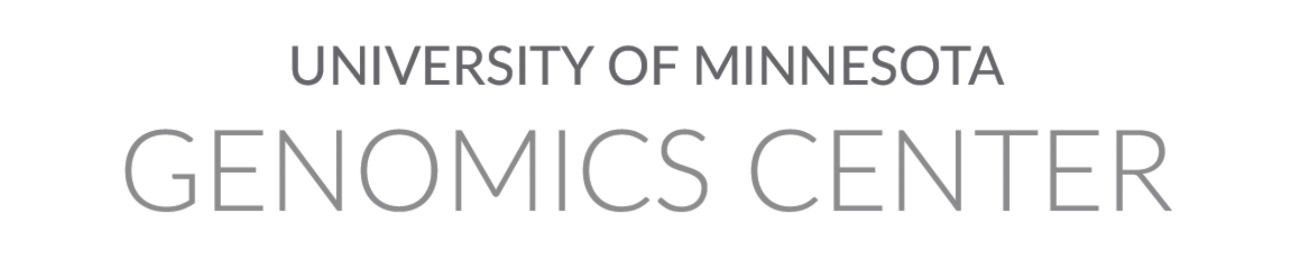 UNIVERSITY OF MINNESOTA
GENOMICS CENTER